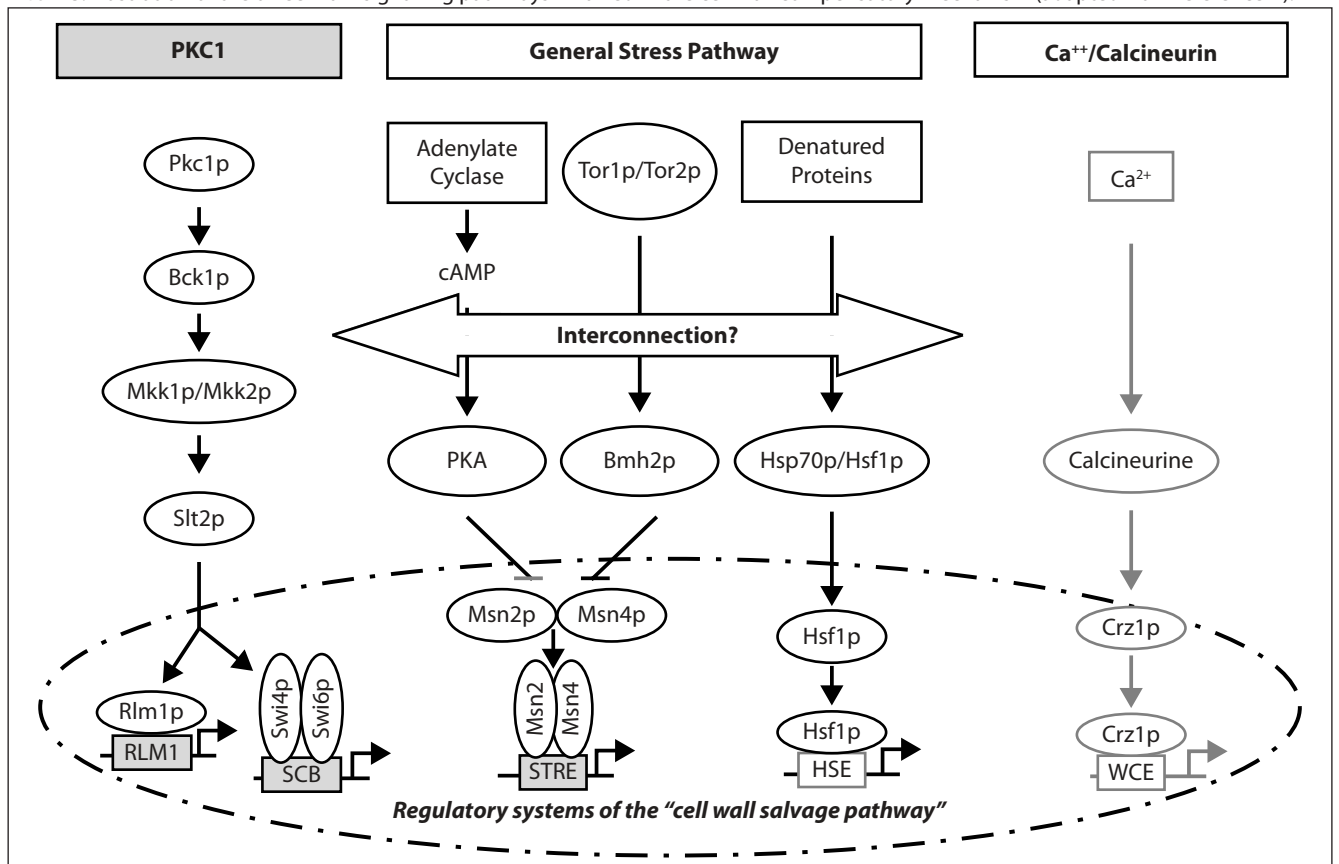 PKC1
General Stress Pathway
Ca⁺⁺/Calcineurin
Pkc1p
Adenylate
Cyclase
Tor1p/Tor2p
Denatured
Proteins
Ca²⁺
Bck1p
cAMP
Interconnection?
Mkk1p/Mkk2p
PKA
Bmh2p
Hsp70p/Hsf1p
Calcineurine
Slt2p
Msn2p
Msn4p
Hsf1p
Crz1p
Rlm1p
RLM1
Swi4p
Swi6p
SCB
Msn2
Msn4
STRE
Hsf1p
HSE
Crz1p
WCE
Regulatory systems of the “cell wall salvage pathway”